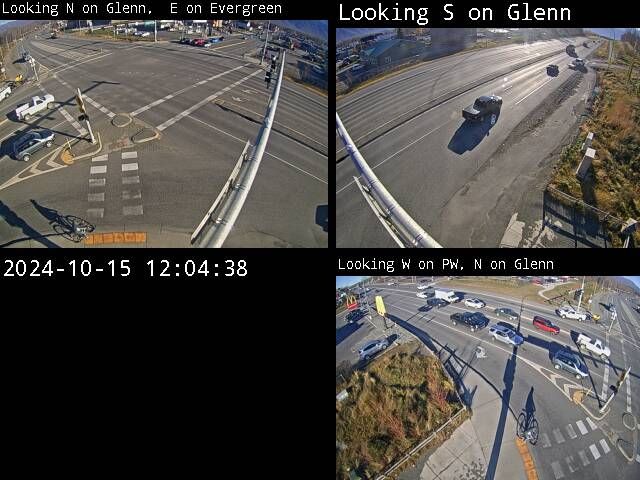 Looking N on Glenn, E on Evergreen
Looking S on Glenn
2024-10-15 12:04:38
Looking W on PW, N on Glenn